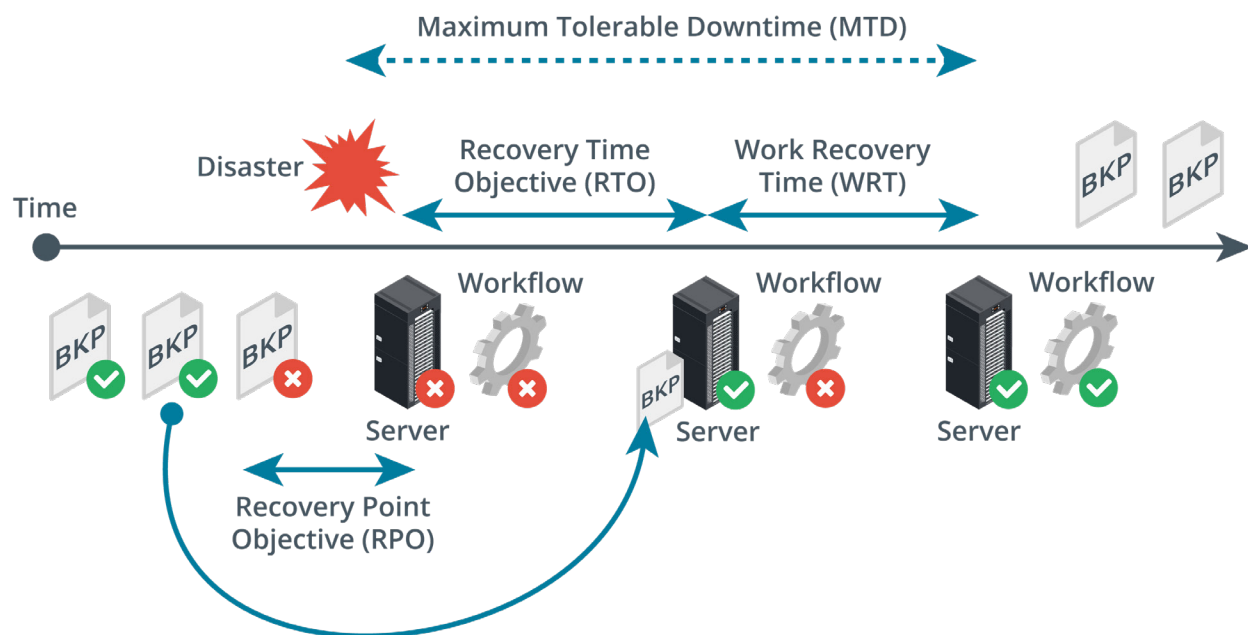 Maximum Tolerable Downtime (MTD)
Disaster
Recovery Time
Objective (RTO)
Work Recovery
Time (WRT)
BKP
BKP
Time
BKP
BKP
BKP
Workflow
Server
BKP
Workflow
Server
Workflow
Server
Recovery Point
Objective (RPO)